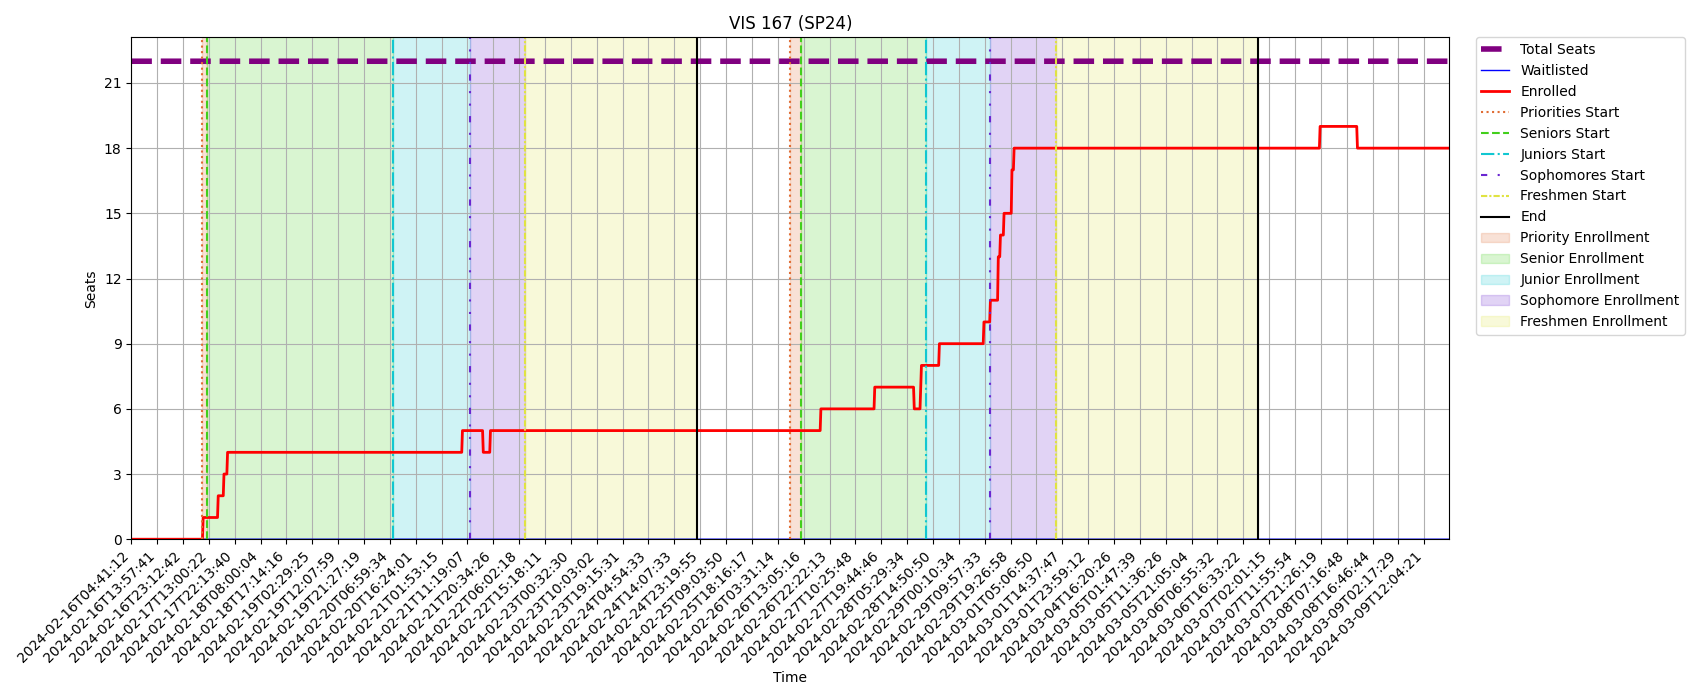 VIS 167 (SP24)
Seats
21
18
15
12
9
6
3
0
2024-02-16T04:41:12
2024-02-16T13:57:41
2024-02-16T23:12:42
2024-02-17T13:00:22
2024-02-17T22:13:40
2024-02-18T08:00:04
2024-02-18T17:14:16
2024-02-19T02:29:25
2024-02-19T12:07:59
2024-02-19T21:27:19
2024-02-20T06:59:34
2024-02-20T16:24:01
2024-02-21T01:53:15
2024-02-21T11:19:07
2024-02-21T20:34:26
2024-02-22T06:02:18
2024-02-22T15:18:11
2024-02-23T00:32:30
2024-02-23T10:03:02
2024-02-23T19:15:31
2024-02-24T04:54:33
2024-02-24T14:07:33
2024-02-24T23:19:55
2024-02-25T09:03:50
2024-02-25T18:16:17
2024-02-26T03:31:14
2024-02-26T13:05:16
2024-02-26T22:22:13
2024-02-27T10:25:48
2024-02-27T19:44:46
2024-02-28T05:29:34
2024-02-28T14:50:50
2024-02-29T00:10:34
2024-02-29T09:57:33
2024-02-29T19:26:58
2024-03-01T05:06:50
2024-03-01T14:37:47
2024-03-01T23:59:12
2024-03-04T16:20:26
2024-03-05T01:47:39
2024-03-05T11:36:26
2024-03-05T21:05:04
2024-03-06T06:55:32
2024-03-06T16:33:22
2024-03-07T02:01:15
2024-03-07T11:55:54
2024-03-07T21:26:19
2024-03-08T07:16:48
2024-03-08T16:46:44
2024-03-09T02:17:29
2024-03-09T12:04:21
Time
Total Seats
Waitlisted
Enrolled
Priorities Start
Seniors Start
Juniors Start
Sophomores Start
Freshmen Start
End
Priority Enrollment
Senior Enrollment
Junior Enrollment
Sophomore Enrollment
Freshmen Enrollment